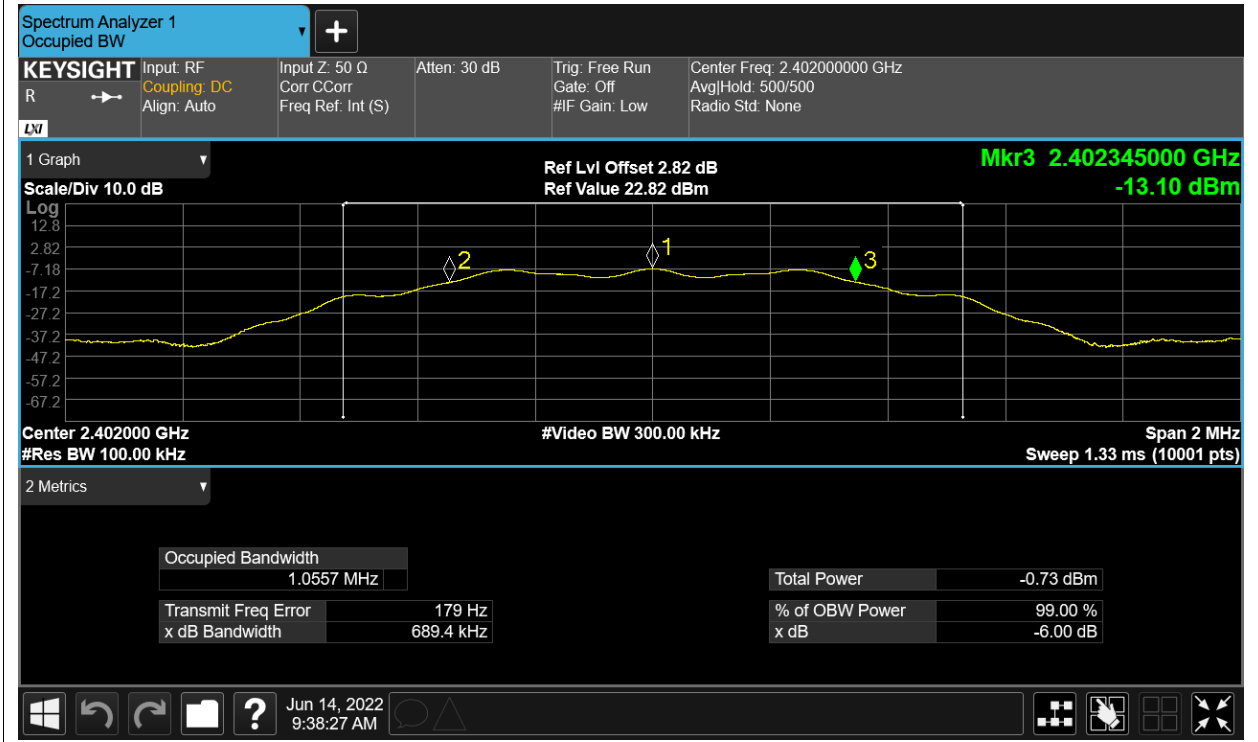 Spectrum Analyzer 1
Occupied BW
KEYSIGHT
R
LXI
Input: RF
Coupling: DC
Align: Auto
Input Z: 50 Ω
Corr CCorr
Freq Ref: Int (S)
Atten: 30 dB
Trig: Free Run
Gate: Off
#IF Gain: Low
Center Freq: 2.402000000 GHz
Avg|Hold: 500/500
Radio Std: None
1 Graph
Scale/Div 10.0 dB
Ref Lvl Offset 2.82 dB
Ref Value 22.82 dBm
Mkr3 2.402345000 GHz
-13.10 dBm
Log
12.8
2.82
-7.18
-17.2
-27.2
-37.2
-47.2
-57.2
-67.2
2
1
3
Center 2.402000 GHz
#Res BW 100.00 kHz
#Video BW 300.00 kHz
Span 2 MHz
Sweep 1.33 ms (10001 pts)
2 Metrics
Occupied Bandwidth
1.0557 MHz
Transmit Freq Error 179 Hz
x dB Bandwidth 689.4 kHz
Total Power -0.73 dBm
% of OBW Power 99.00 %
x dB -6.00 dB
?
Jun 14, 2022
9:38:27 AM